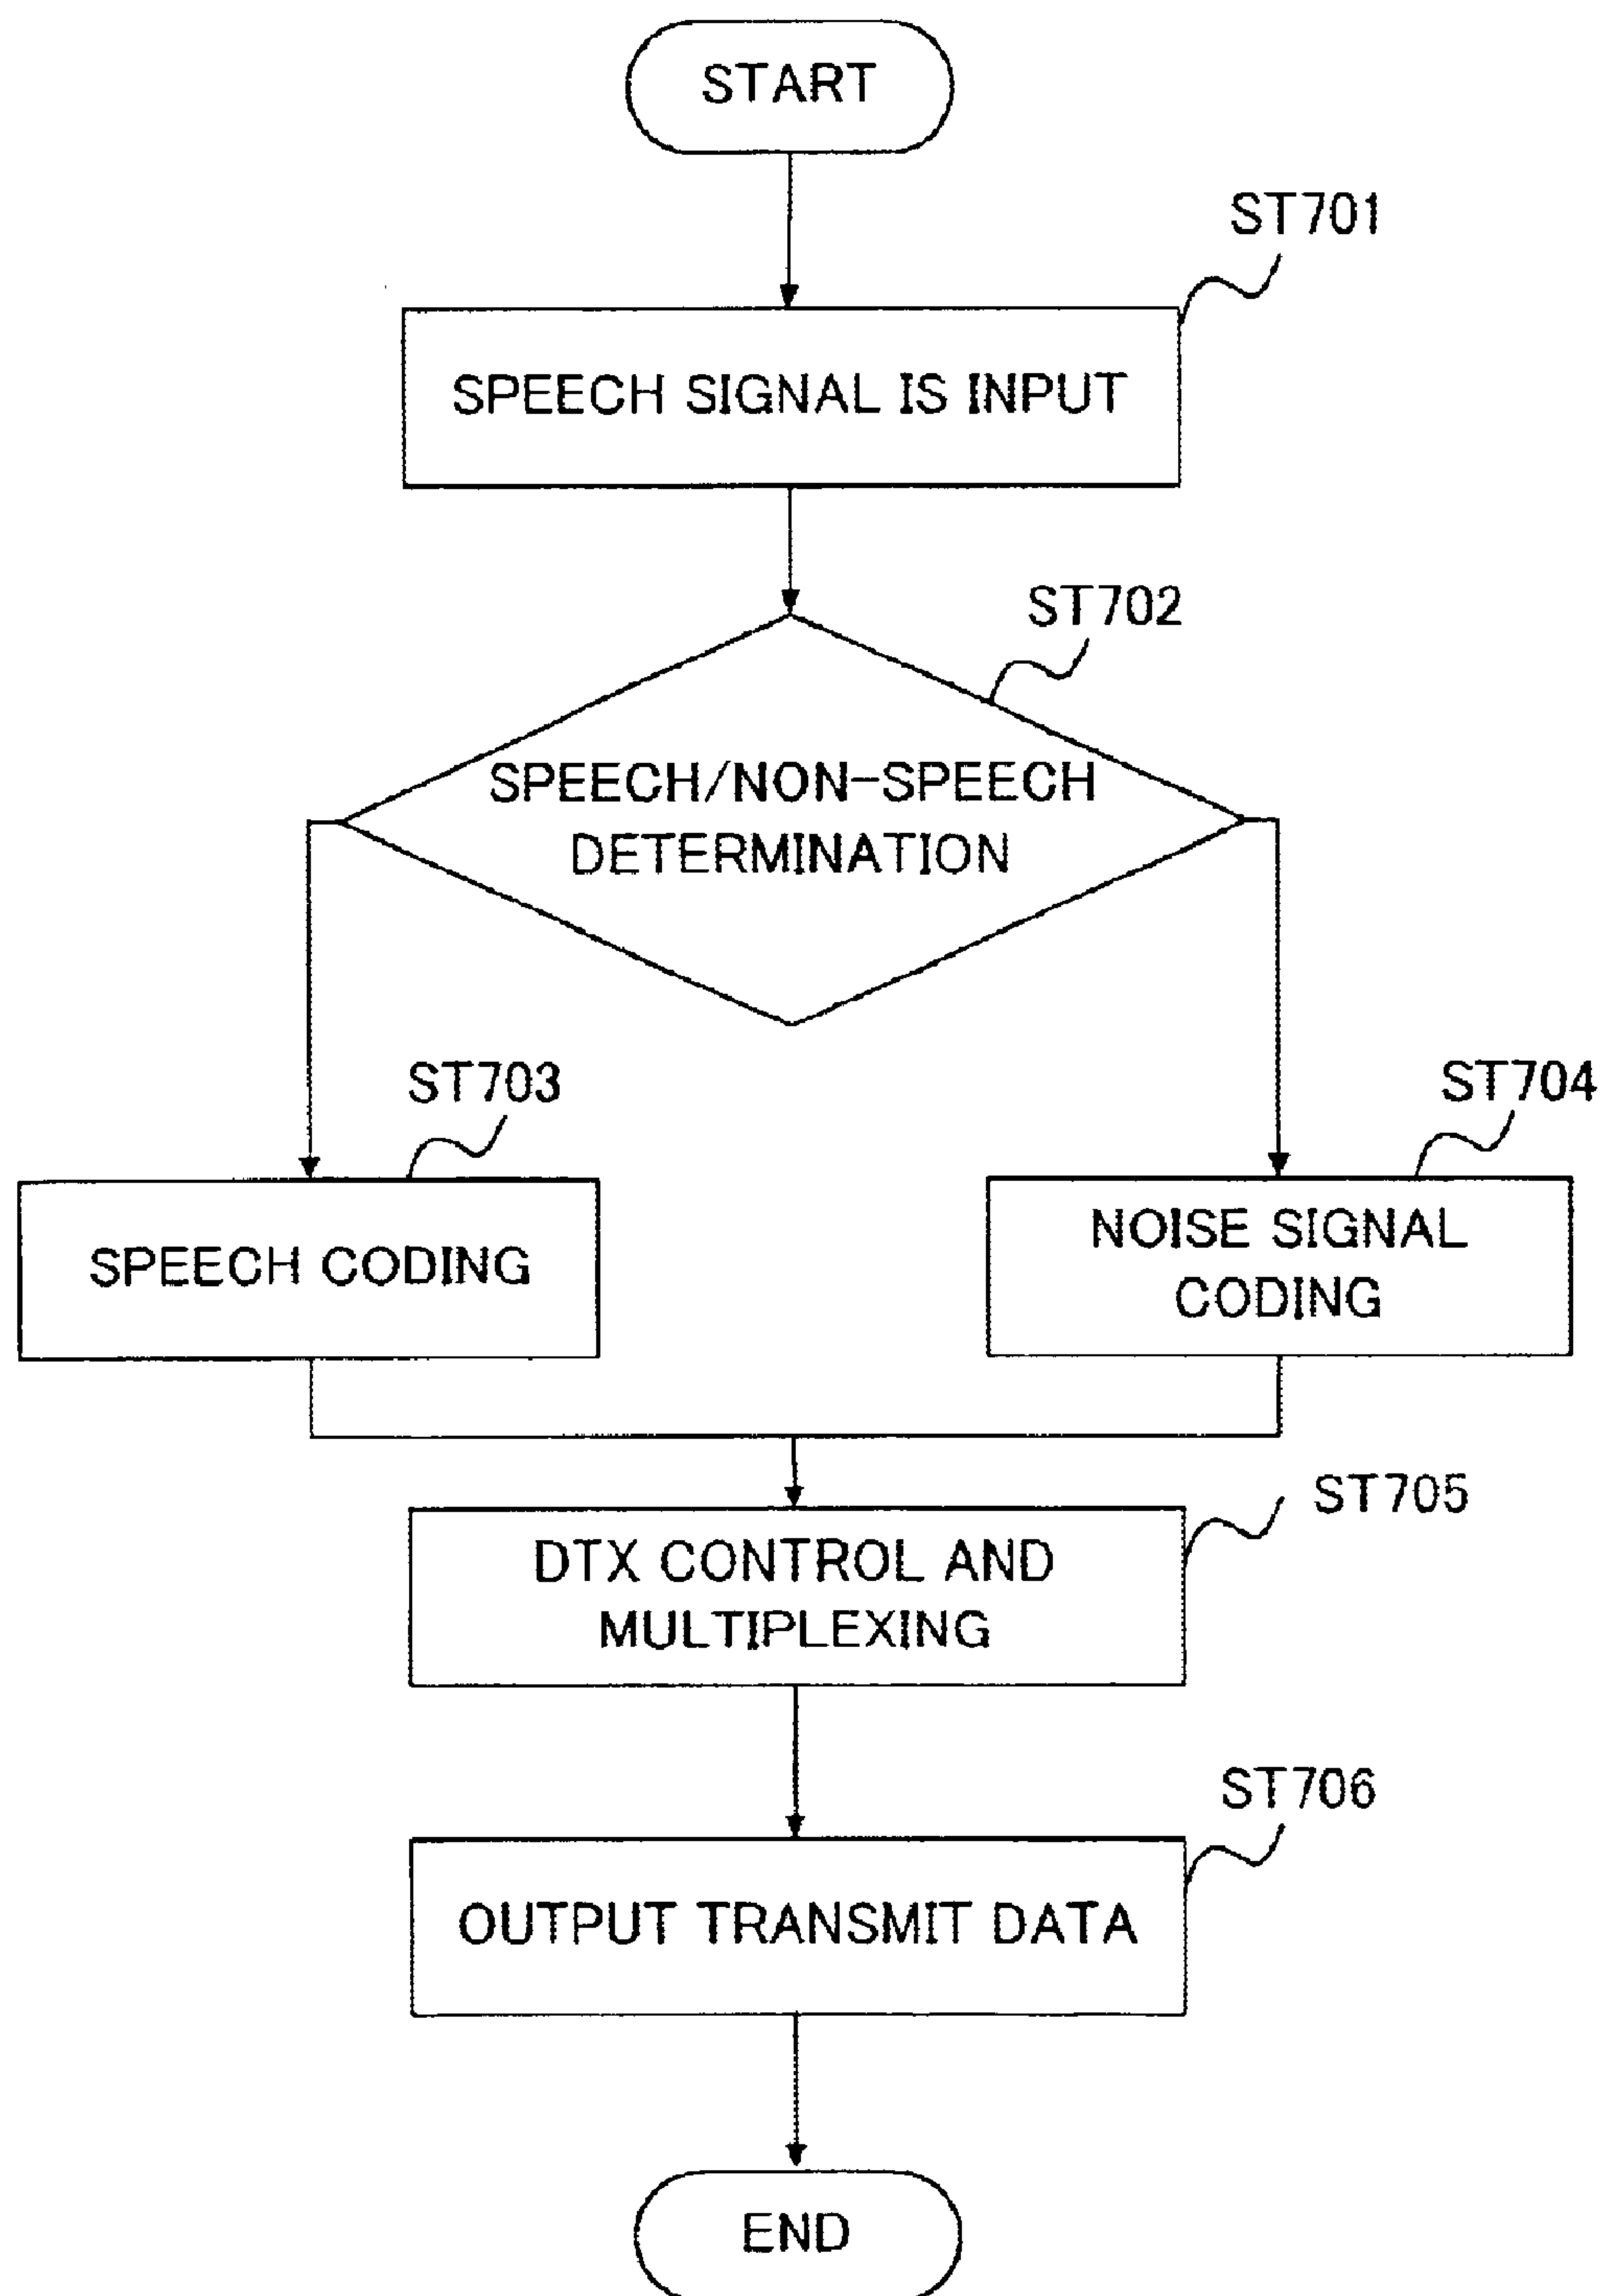 START
ST701
SPEECH SIGNAL IS INPUT
ST702
SPEECH/NON-SPEECH
DETERMINATION
ST703
ST704
SPEECH CODING
NOISE SIGNAL
CODING
ST705
DTX CONTROL AND
MULTIPLEXING
ST706
OUTPUT TRANSMIT DATA
END